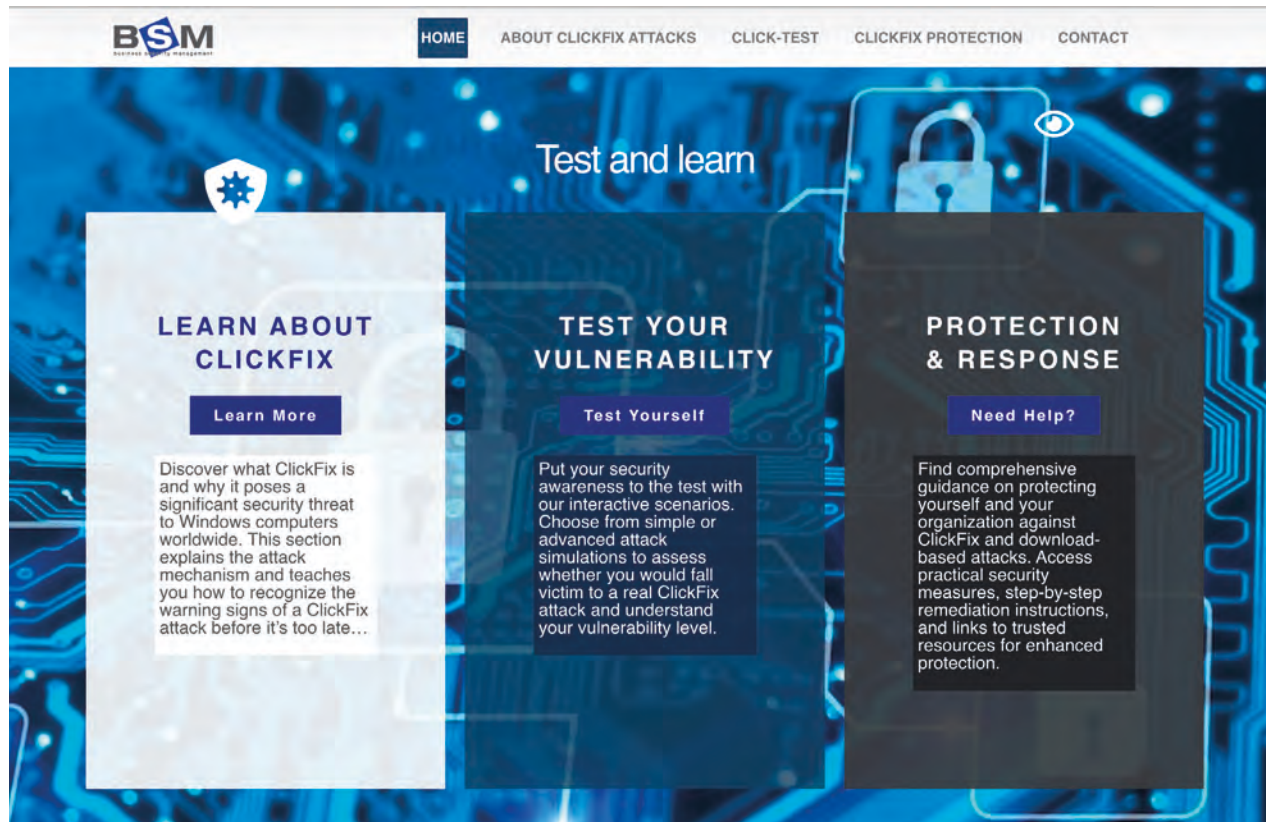 BSM
business security management
HOME
ABOUT CLICKFIX ATTACKS
CLICK-TEST
CLICKFIX PROTECTION
CONTACT
Test and learn
LEARN ABOUT
CLICKFIX
Learn More
Discover what ClickFix is
and why it poses a
significant security threat
to Windows computers
worldwide. This section
explains the attack
mechanism and teaches
you how to recognize the
warning signs of a ClickFix
attack before it's too late…
TEST YOUR
VULNERABILITY
Test Yourself
Put your security
awareness to the test with
our interactive scenarios.
Choose from simple or
advanced attack
simulations to assess
whether you would fall
victim to a real ClickFix
attack and understand
your vulnerability level.
PROTECTION
& RESPONSE
Need Help?
Find comprehensive
guidance on protecting
yourself and your
organization against
ClickFix and download-
based attacks. Access
practical security
measures, step-by-step
remediation instructions,
and links to trusted
resources for enhanced
protection.